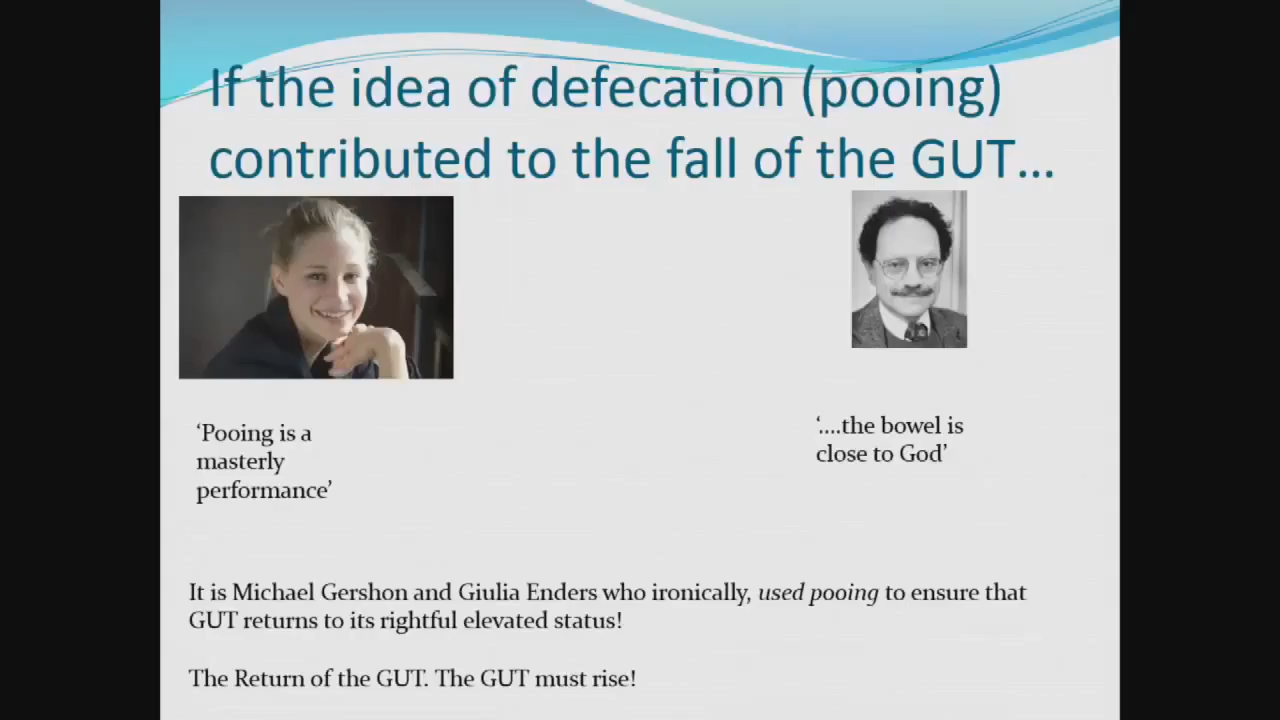 If the idea of defecation (pooing)
contributed to the fall of the GUT...
‘Pooing is a
masterly
performance’
‘....the bowel is
close to God’
It is Michael Gershon and Giulia Enders who ironically, used pooing to ensure that
GUT returns to its rightful elevated status!
The Return of the GUT. The GUT must rise!